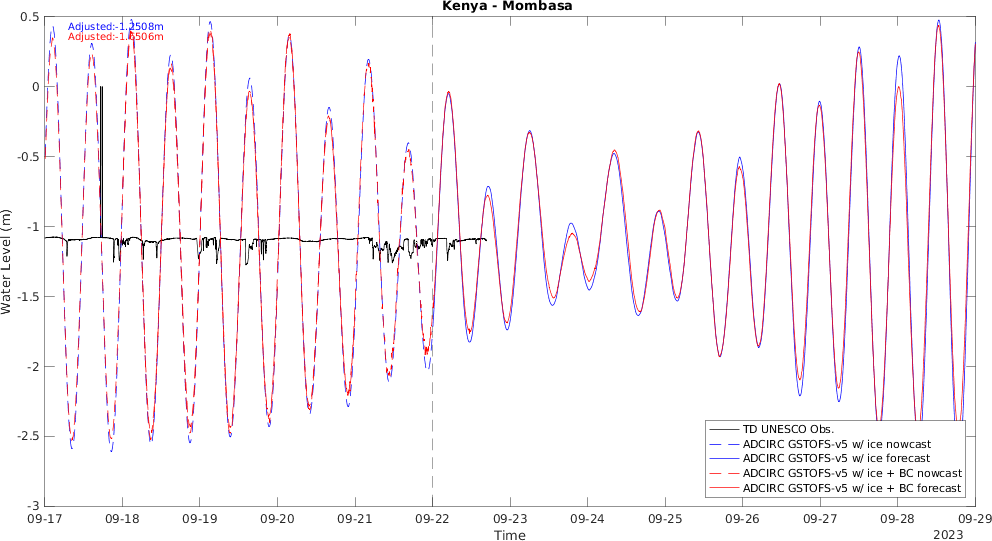 Kenya - Mombasa
Adjusted:-1.2508m
0.5
0
-0.5
-1
-1.5
-2
-2.5
-3
Water Level (m)
TD UNESCO Obs.
ADCIRC GSTOFS-v5 w/ ice nowcast
ADCIRC GSTOFS-v5 w/ ice forecast
ADCIRC GSTOFS-v5 w/ ice + BC nowcast
ADCIRC GSTOFS-v5 w/ ice + BC forecast
09-17 09-18 09-19 09-20 09-21 09-22 09-23 09-24 09-25 09-26 09-27 09-28 09-29
Time
2023